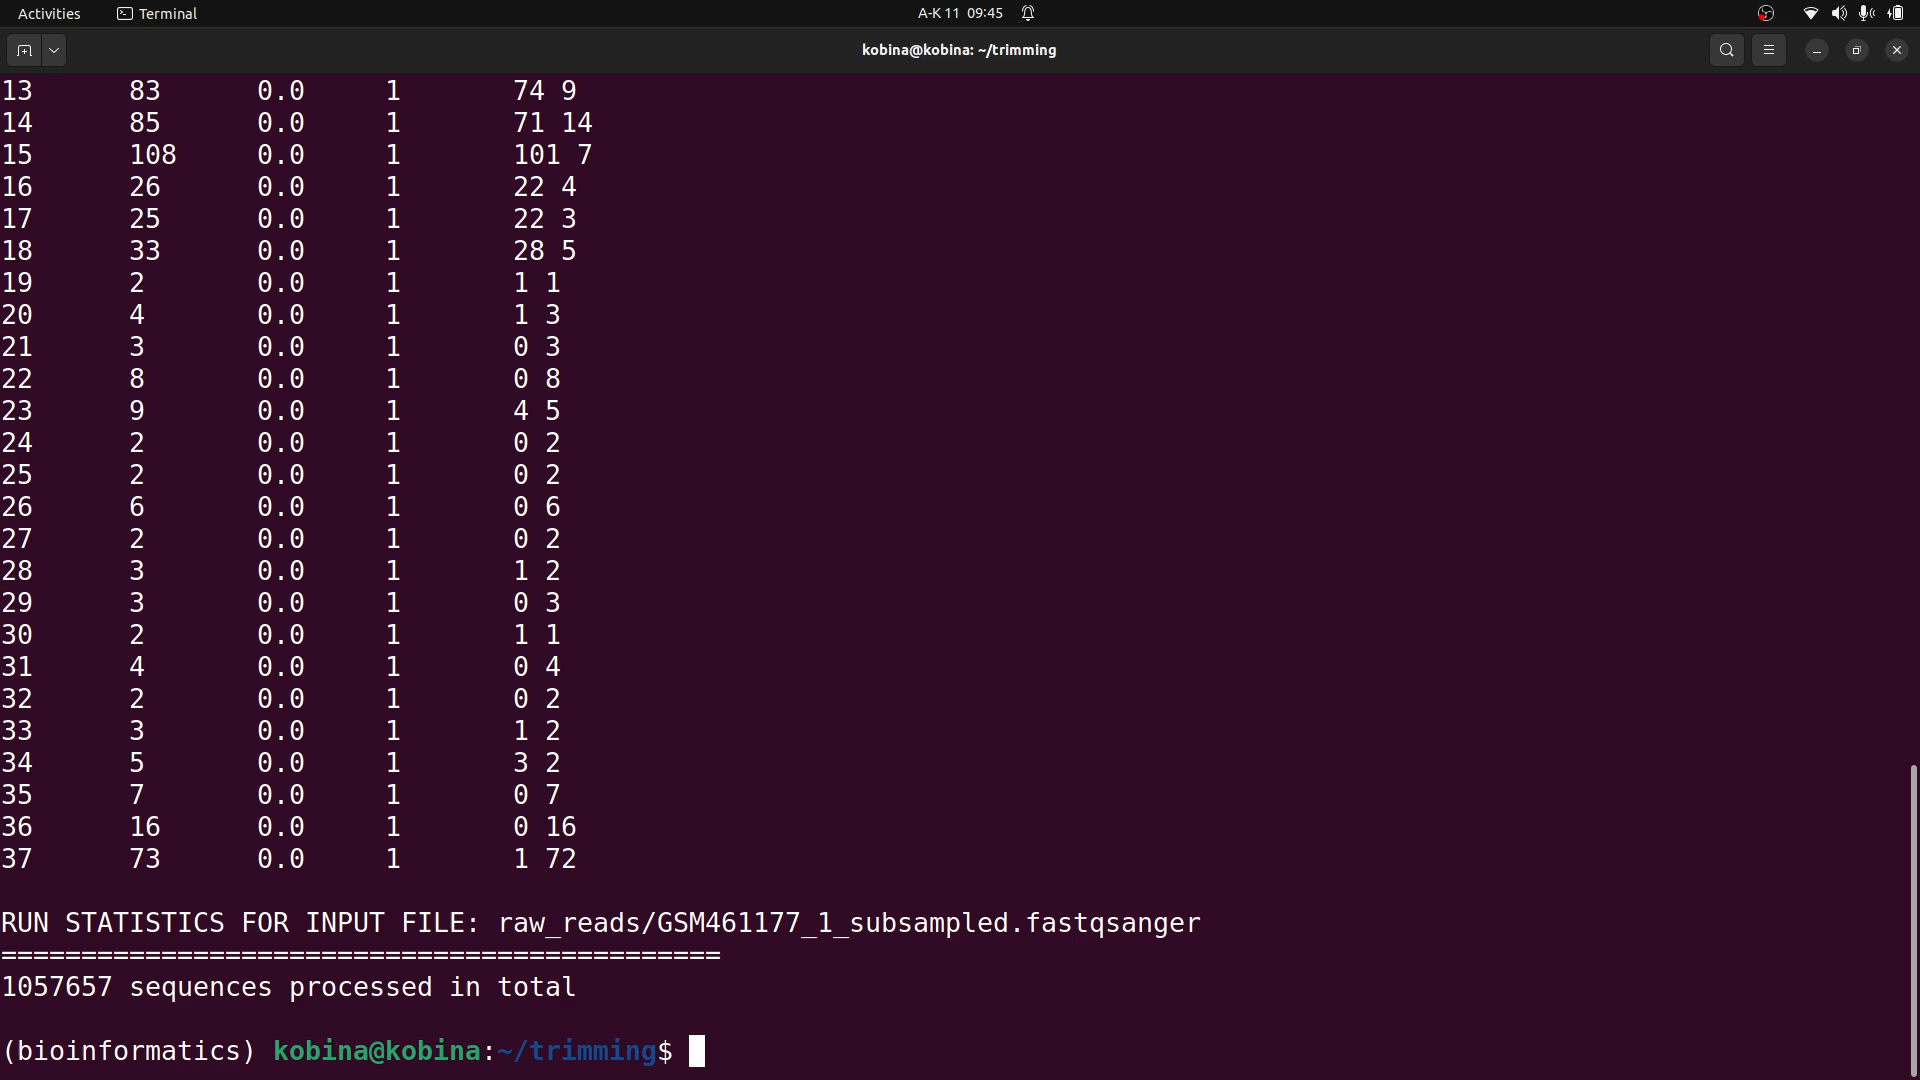 Activities Terminal A-K 11 09:45
kobina@kobina: ~/trimming
13 83 0.0 1 74 9
14 85 0.0 1 71 14
15 108 0.0 1 101 7
16 26 0.0 1 22 4
17 25 0.0 1 22 3
18 33 0.0 1 28 5
19 2 0.0 1 1 1
20 4 0.0 1 1 3
21 3 0.0 1 0 3
22 8 0.0 1 0 8
23 9 0.0 1 4 5
24 2 0.0 1 0 2
25 2 0.0 1 0 2
26 6 0.0 1 0 6
27 2 0.0 1 0 2
28 3 0.0 1 1 2
29 3 0.0 1 0 3
30 2 0.0 1 1 1
31 4 0.0 1 0 4
32 2 0.0 1 0 2
33 3 0.0 1 1 2
34 5 0.0 1 3 2
35 7 0.0 1 0 7
36 16 0.0 1 0 16
37 73 0.0 1 1 72
RUN STATISTICS FOR INPUT FILE: raw_reads/GSM461177_1_subsampled.fastqsanger
=============================================
1057657 sequences processed in total
(bioinformatics) kobina@kobina:~/trimming$